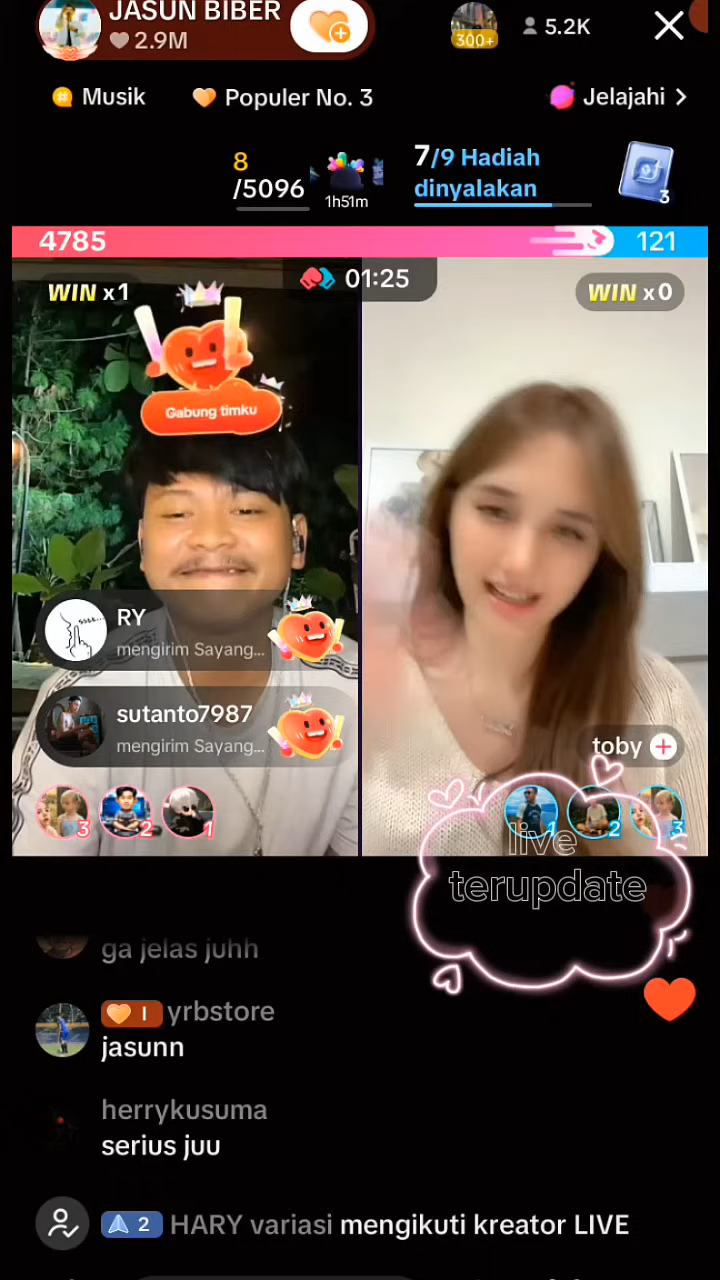 JASUN BIBER
2.9M
300+
5.2K
Musik
Populer No. 3
Jelajahi
8
/5096
1h51m
7/9 Hadiah
dinyalakan
3
4785
121
WIN x1
01:25
WIN x0
Gabung timku
RY
mengirim Sayang...
sutanto7987
mengirim Sayang...
toby
3
2
1
1
2
3
live
terupdate
ga jelas juhh
I yrbstore
jasunn
herrykusuma
serius juu
2 HARY variasi mengikuti kreator LIVE